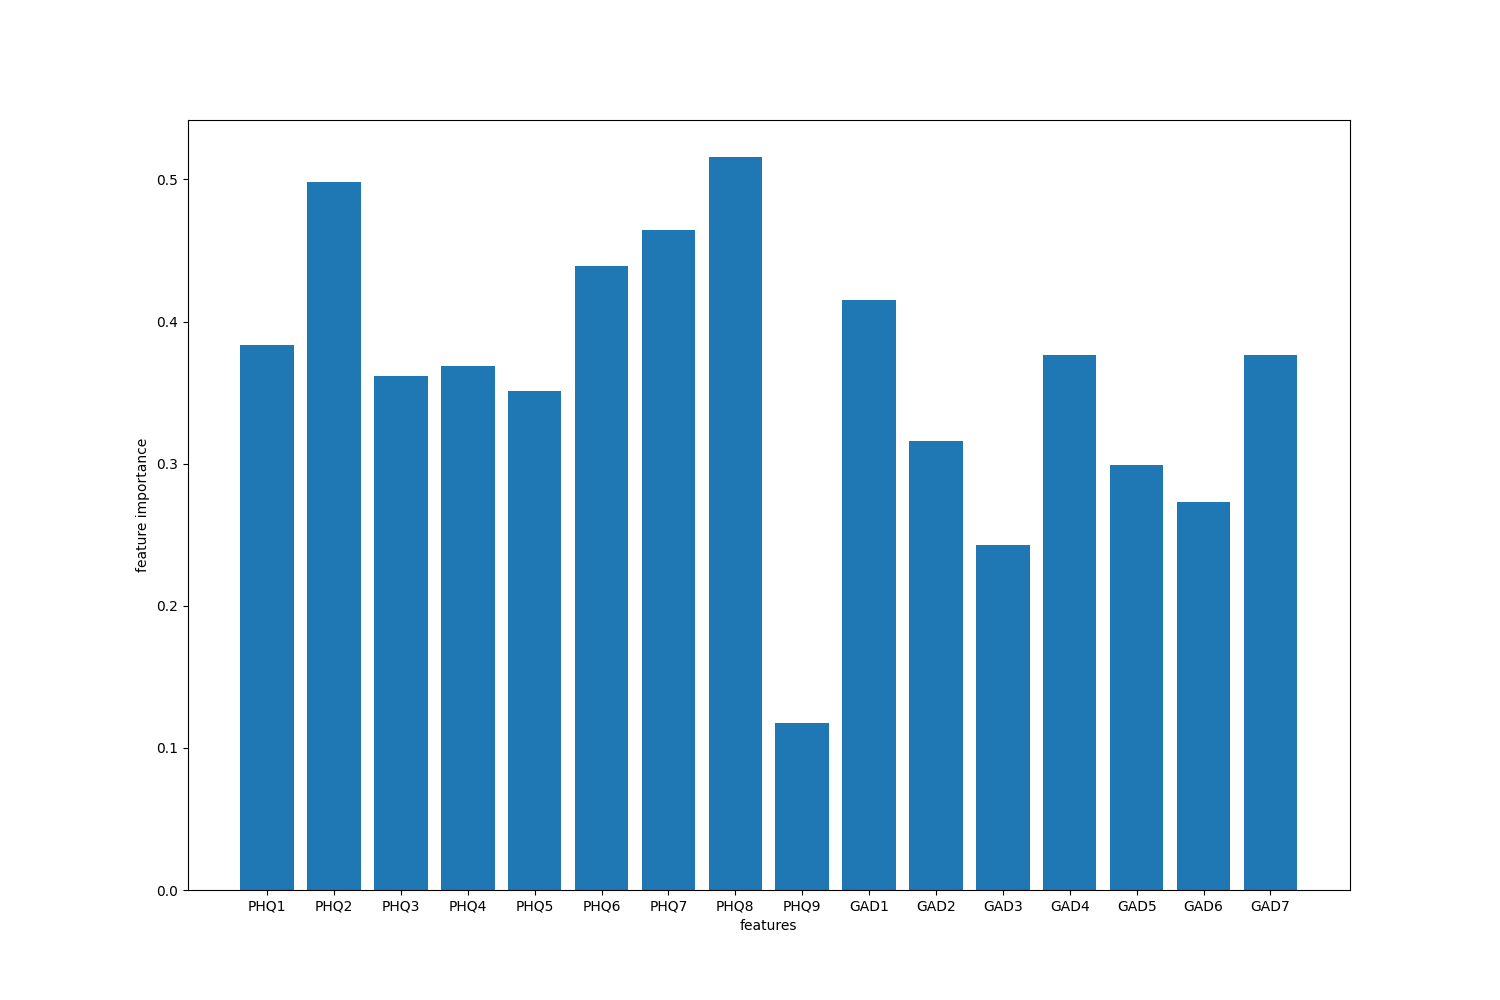 feature importance
0.5
0.4
0.3
0.2
0.1
0.0
PHQ1 PHQ2 PHQ3 PHQ4 PHQ5 PHQ6 PHQ7 PHQ8 PHQ9 GAD1 GAD2 GAD3 GAD4 GAD5 GAD6 GAD7
features